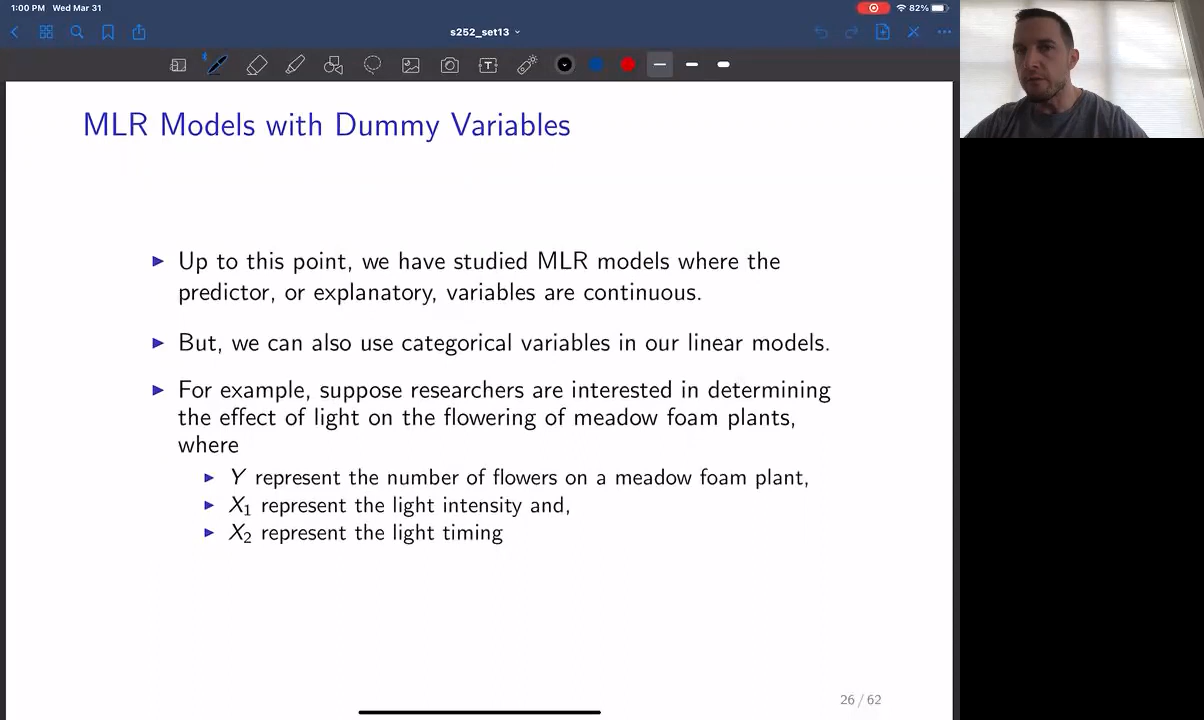 1:00 PM Wed Mar 31
82%
s252_set13
MLR Models with Dummy Variables
Up to this point, we have studied MLR models where the
predictor, or explanatory, variables are continuous.
But, we can also use categorical variables in our linear models.
For example, suppose researchers are interested in determining
the effect of light on the flowering of meadow foam plants,
where
Y represent the number of flowers on a meadow foam plant,
X₁ represent the light intensity and,
X₂ represent the light timing
26 / 62